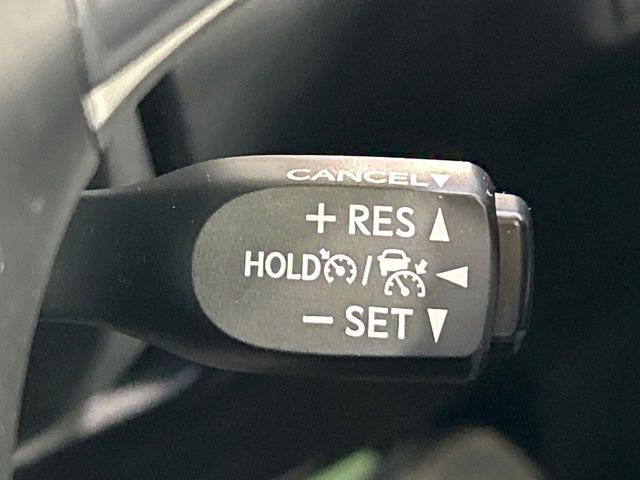 CANCEL▼
+ RES ▲
HOLD / ◀
− SET ▼